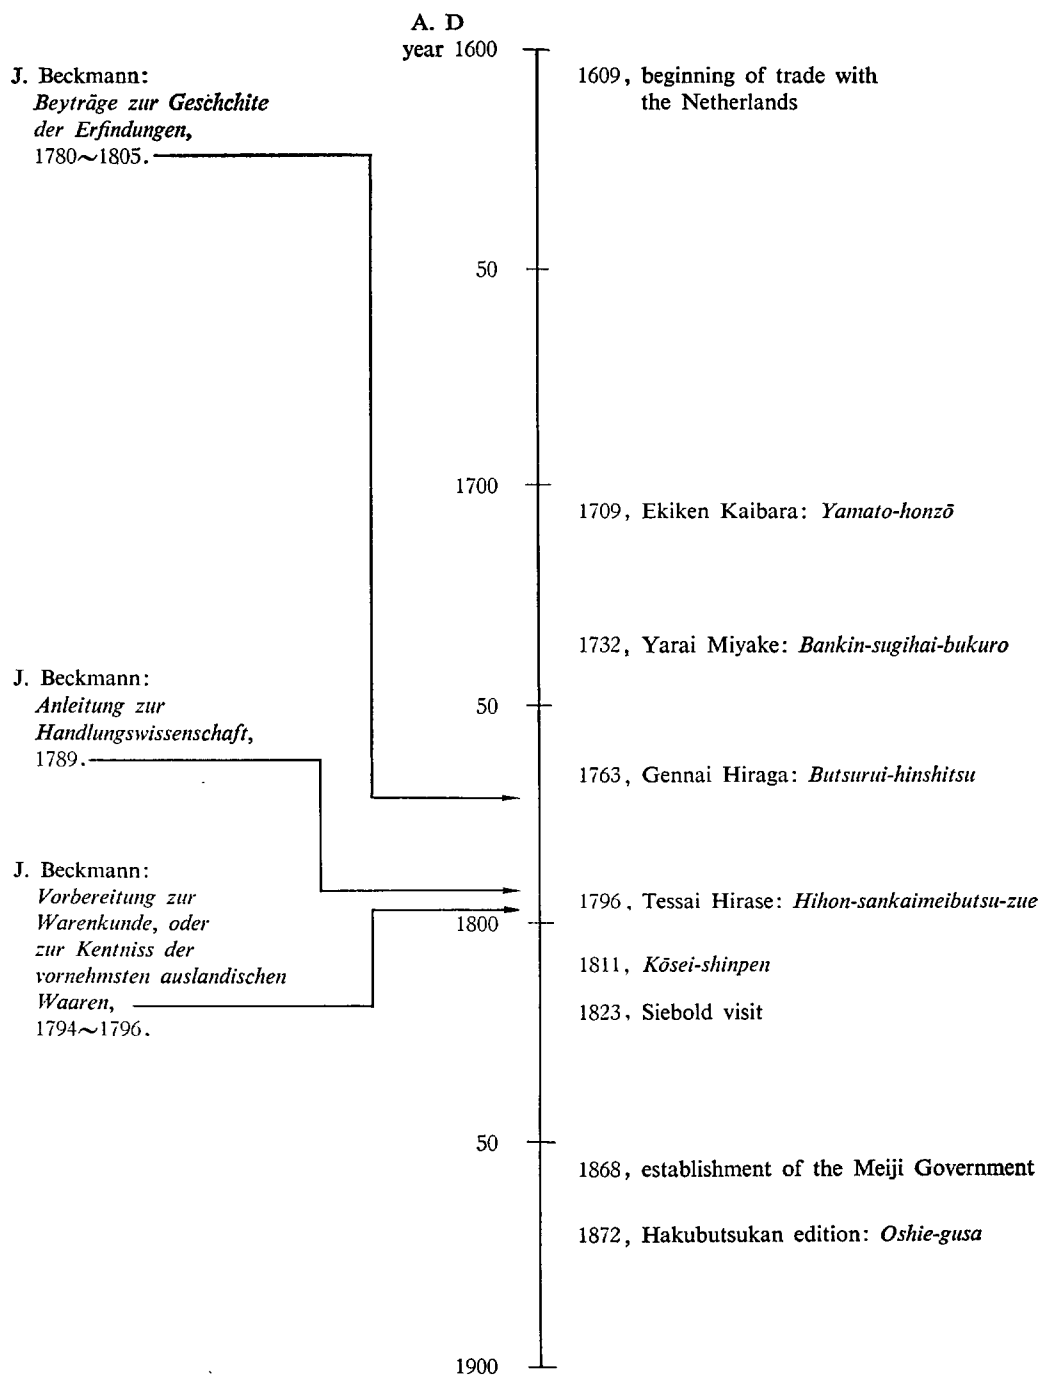 A. D
year 1600
J. Beckmann:
Beyträge zur Geschchite
der Erfindungen,
1780~1805.
1609, beginning of trade with
the Netherlands
50
1700
1709, Ekiken Kaibara: Yamato-honzō
1732, Yarai Miyake: Bankin-sugihai-bukuro
J. Beckmann:
Anleitung zur
Handlungswissenschaft,
1789.
50
1763, Gennai Hiraga: Butsurui-hinshitsu
J. Beckmann:
Vorbereitung zur
Warenkunde, oder
zur Kentniss der
vornehmsten auslandischen
Waaren,
1794~1796.
1796, Tessai Hirase: Hihon-sankaimeibutsu-zue
1800
1811, Kōsei-shinpen
1823, Siebold visit
50
1868, establishment of the Meiji Government
1872, Hakubutsukan edition: Oshie-gusa
1900